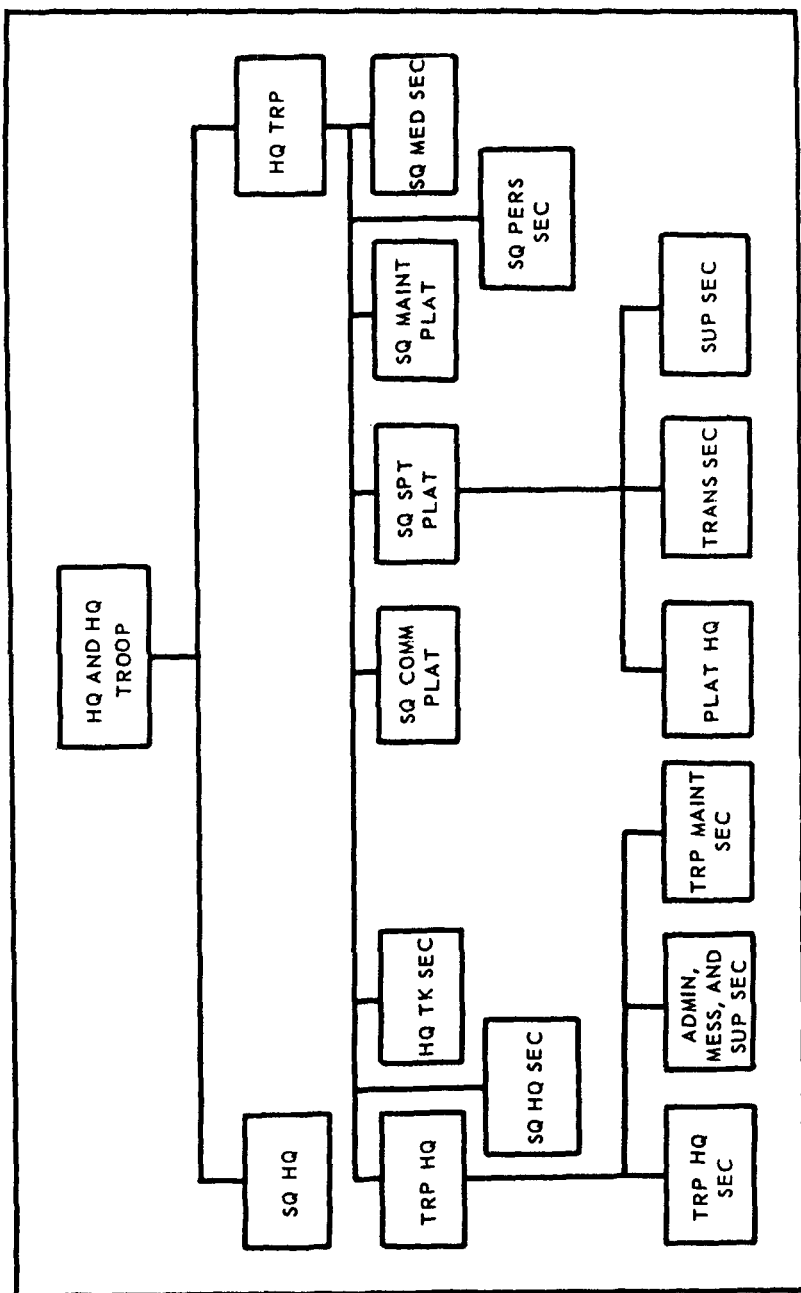 HQ AND HQ
TROOP
SQ HQ
HQ TRP
TRP HQ
SQ HQ SEC
HQ TK SEC
SQ COMM
PLAT
SQ SPT
PLAT
SQ MAINT
PLAT
SQ PERS
SEC
SQ MED SEC
TRP HQ
SEC
ADMIN,
MESS, AND
SUP SEC
TRP MAINT
SEC
PLAT HQ
TRANS SEC
SUP SEC